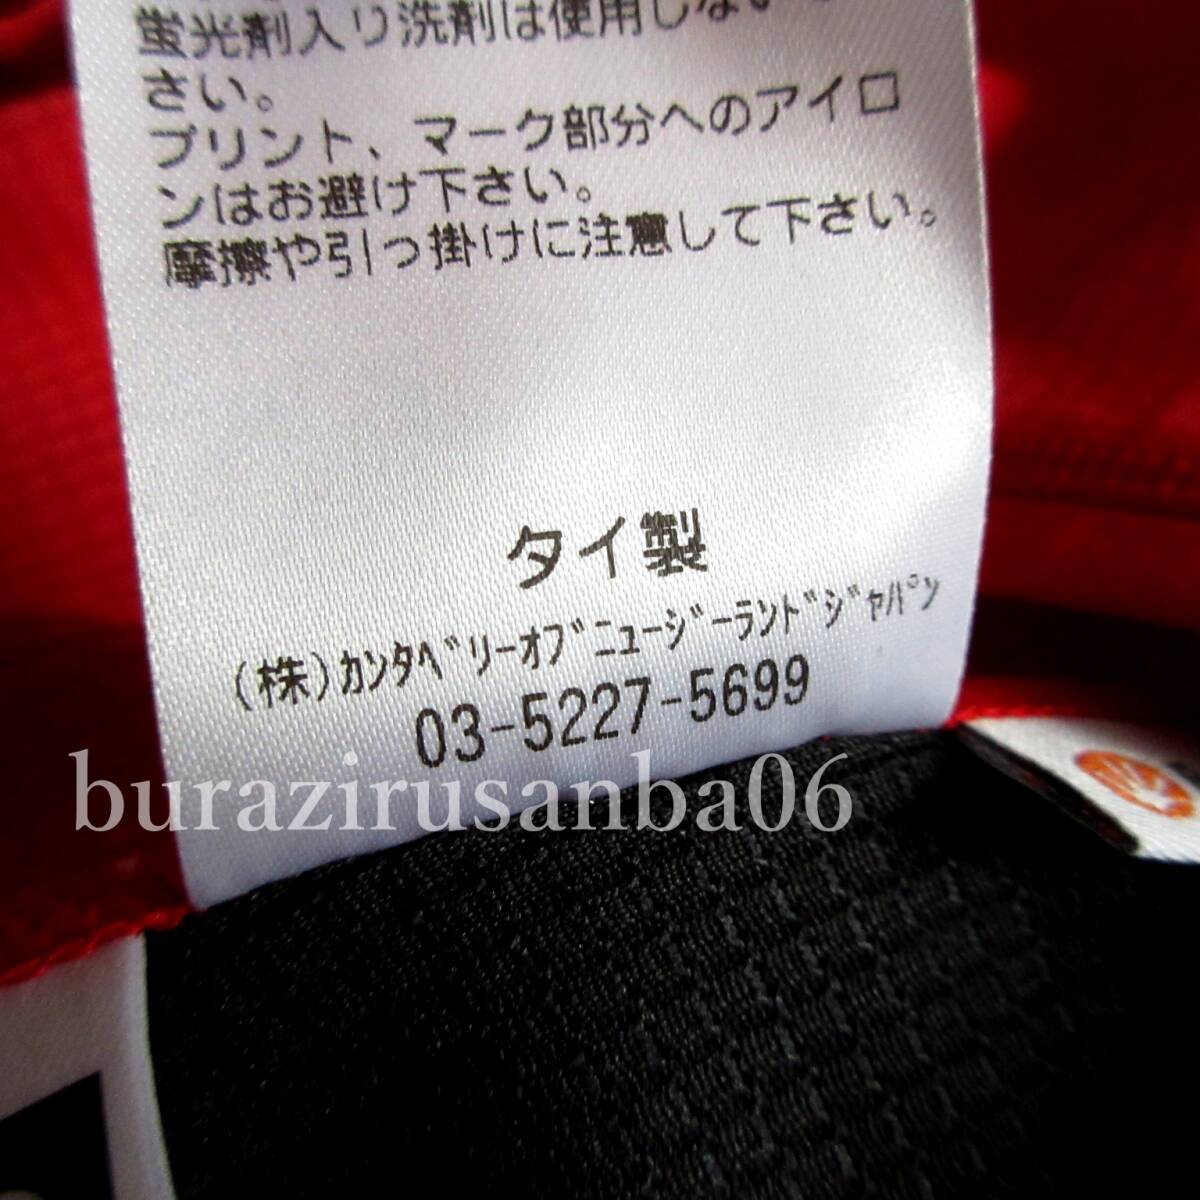 蛍光剤入り洗剤は使用しない
さい。
プリント、マーク部分へのアイロ
ンはお避け下さい。
摩擦や引っ掛けに注意して下さい。
タイ製
(株)ｶﾝﾀﾍﾞﾘｰｵﾌﾞﾆｭｰｼﾞｰﾗﾝﾄﾞｼﾞｬﾊﾟﾝ
03-5227-5699
burazirusanba06